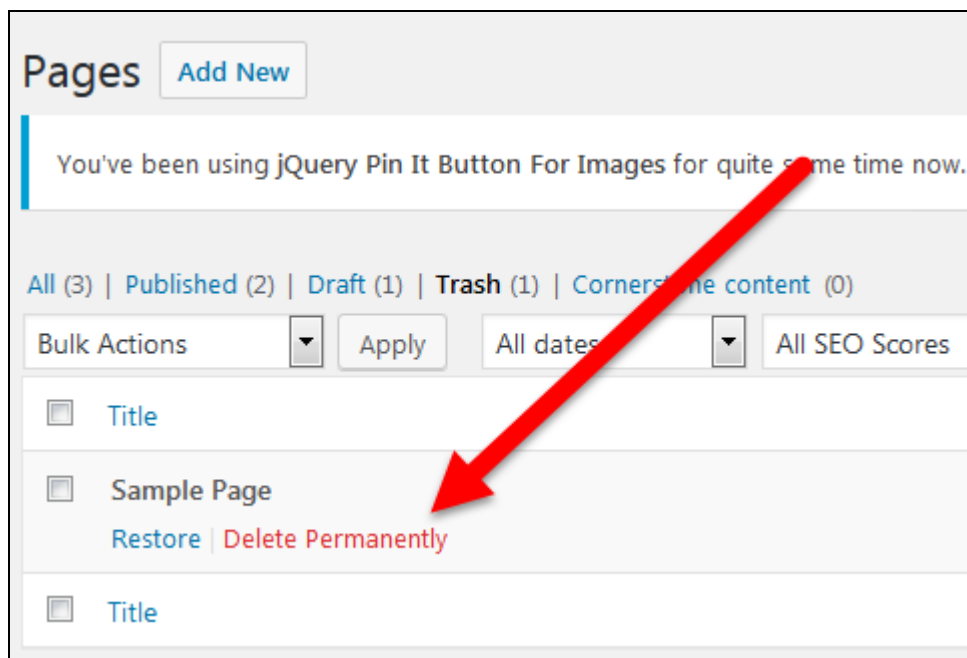 Pages Add New
You've been using jQuery Pin It Button For Images for quite some time now.
All (3) | Published (2) | Draft (1) | Trash (1) | Cornerstone content (0)
Bulk Actions Apply All dates All SEO Scores
Title
Sample Page
Restore | Delete Permanently
Title